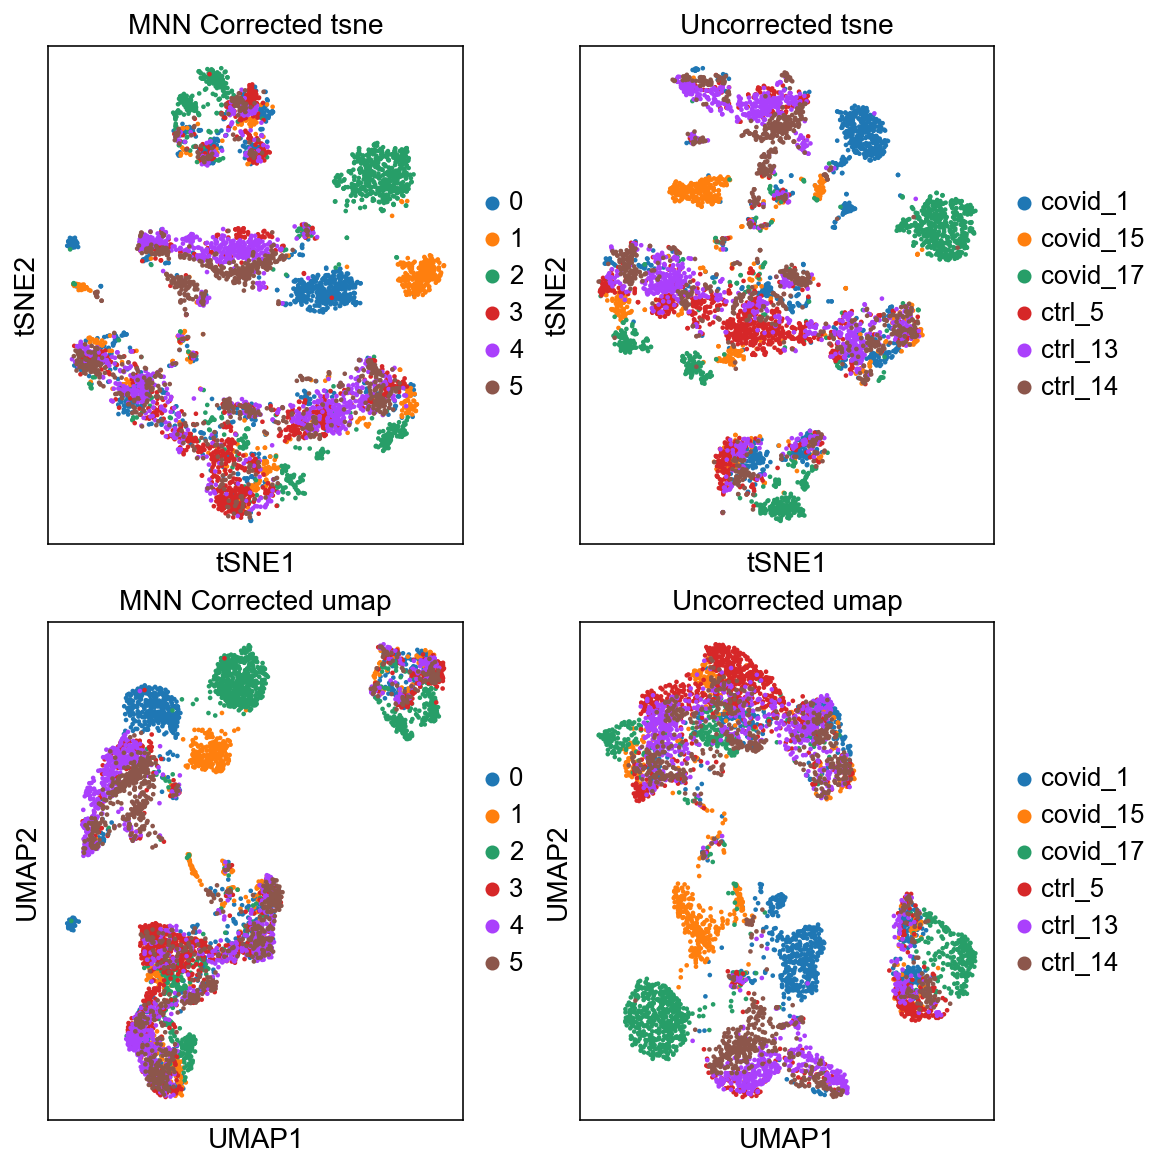 MNN Corrected tsne
tSNE2
tSNE1
0
1
2
3
4
5
Uncorrected tsne
tSNE2
tSNE1
covid_1
covid_15
covid_17
ctrl_5
ctrl_13
ctrl_14
MNN Corrected umap
UMAP2
UMAP1
0
1
2
3
4
5
Uncorrected umap
UMAP2
UMAP1
covid_1
covid_15
covid_17
ctrl_5
ctrl_13
ctrl_14